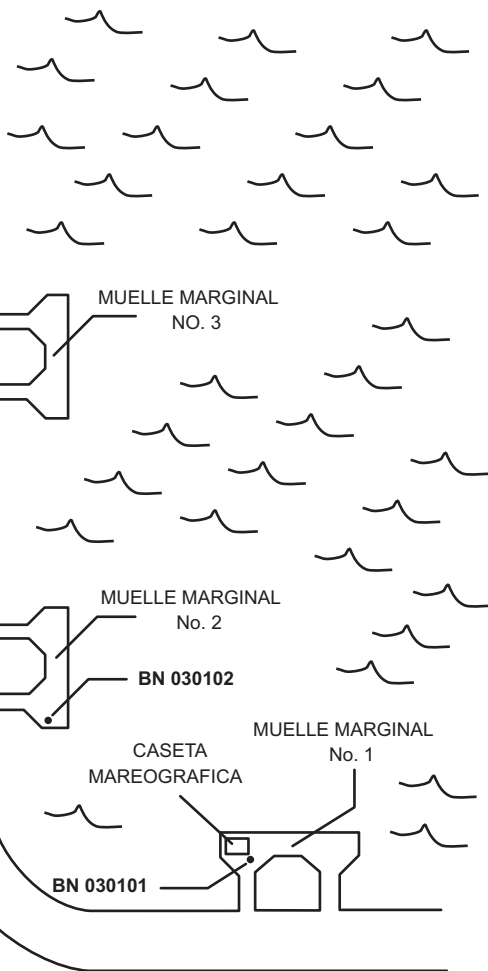 MUELLE MARGINAL
NO. 3
MUELLE MARGINAL
No. 2
BN 030102
MUELLE MARGINAL
No. 1
CASETA
MAREOGRAFICA
BN 030101